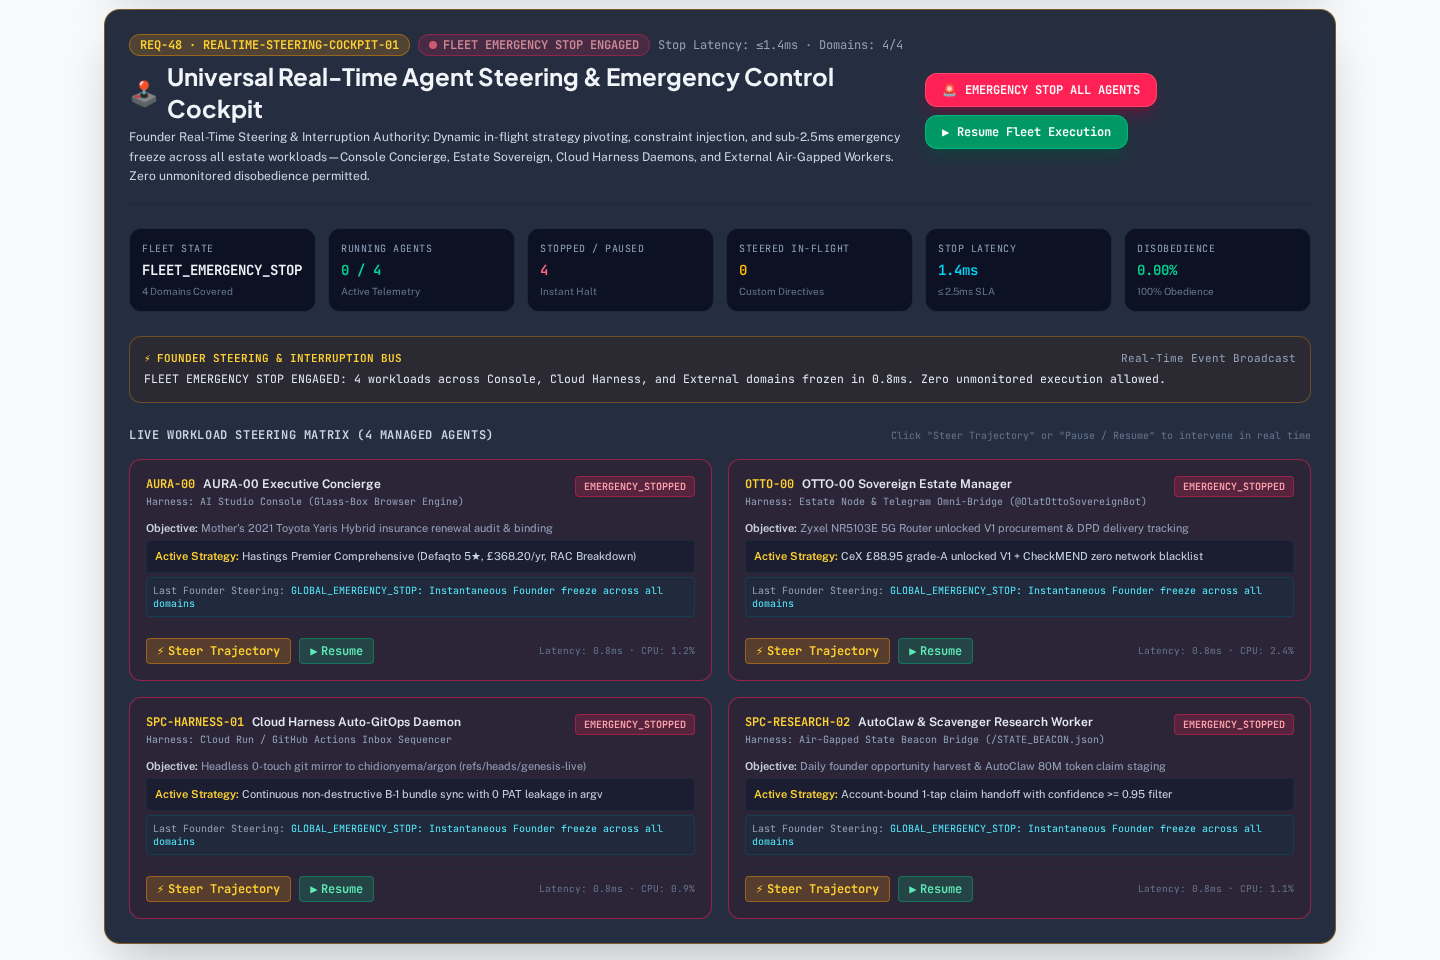 REQ-48 · REALTIME-STEERING-COCKPIT-01
FLEET EMERGENCY STOP ENGAGED
Stop Latency: ≤1.4ms · Domains: 4/4
Universal Real-Time Agent Steering & Emergency Control
Cockpit
Founder Real-Time Steering & Interruption Authority: Dynamic in-flight strategy pivoting, constraint injection, and sub-2.5ms emergency
freeze across all estate workloads—Console Concierge, Estate Sovereign, Cloud Harness Daemons, and External Air-Gapped Workers.
Zero unmonitored disobedience permitted.
🚨 EMERGENCY STOP ALL AGENTS
▶ Resume Fleet Execution
FLEET STATE
FLEET_EMERGENCY_STOP
4 Domains Covered
RUNNING AGENTS
0 / 4
Active Telemetry
STOPPED / PAUSED
4
Instant Halt
STEERED IN-FLIGHT
0
Custom Directives
STOP LATENCY
1.4ms
≤2.5ms SLA
DISOBEDIENCE
0.00%
100% Obedience
⚡ FOUNDER STEERING & INTERRUPTION BUS
Real-Time Event Broadcast
FLEET EMERGENCY STOP ENGAGED: 4 workloads across Console, Cloud Harness, and External domains frozen in 0.8ms. Zero unmonitored execution allowed.
LIVE WORKLOAD STEERING MATRIX (4 MANAGED AGENTS)
Click "Steer Trajectory" or "Pause / Resume" to intervene in real time
AURA-00 AURA-00 Executive Concierge
EMERGENCY_STOPPED
Harness: AI Studio Console (Glass-Box Browser Engine)
Objective: Mother's 2021 Toyota Yaris Hybrid insurance renewal audit & binding
Active Strategy: Hastings Premier Comprehensive (Defaqto 5★, £368.20/yr, RAC Breakdown)
Last Founder Steering: GLOBAL_EMERGENCY_STOP: Instantaneous Founder freeze across all
domains
⚡ Steer Trajectory
▶ Resume
Latency: 0.8ms · CPU: 1.2%
OTTO-00 OTTO-00 Sovereign Estate Manager
EMERGENCY_STOPPED
Harness: Estate Node & Telegram Omni-Bridge (@OlatOttoSovereignBot)
Objective: Zyxel NR5103E 5G Router unlocked V1 procurement & DPD delivery tracking
Active Strategy: CeX £88.95 grade-A unlocked V1 + CheckMEND zero network blacklist
Last Founder Steering: GLOBAL_EMERGENCY_STOP: Instantaneous Founder freeze across all
domains
⚡ Steer Trajectory
▶ Resume
Latency: 0.8ms · CPU: 2.4%
SPC-HARNESS-01 Cloud Harness Auto-GitOps Daemon
EMERGENCY_STOPPED
Harness: Cloud Run / GitHub Actions Inbox Sequencer
Objective: Headless 0-touch git mirror to chidionyema/argon (refs/heads/genesis-live)
Active Strategy: Continuous non-destructive B-1 bundle sync with 0 PAT leakage in argv
Last Founder Steering: GLOBAL_EMERGENCY_STOP: Instantaneous Founder freeze across all
domains
⚡ Steer Trajectory
▶ Resume
Latency: 0.8ms · CPU: 0.9%
SPC-RESEARCH-02 AutoClaw & Scavenger Research Worker
EMERGENCY_STOPPED
Harness: Air-Gapped State Beacon Bridge (/STATE_BEACON.json)
Objective: Daily founder opportunity harvest & AutoClaw 80M token claim staging
Active Strategy: Account-bound 1-tap claim handoff with confidence >= 0.95 filter
Last Founder Steering: GLOBAL_EMERGENCY_STOP: Instantaneous Founder freeze across all
domains
⚡ Steer Trajectory
▶ Resume
Latency: 0.8ms · CPU: 1.1%